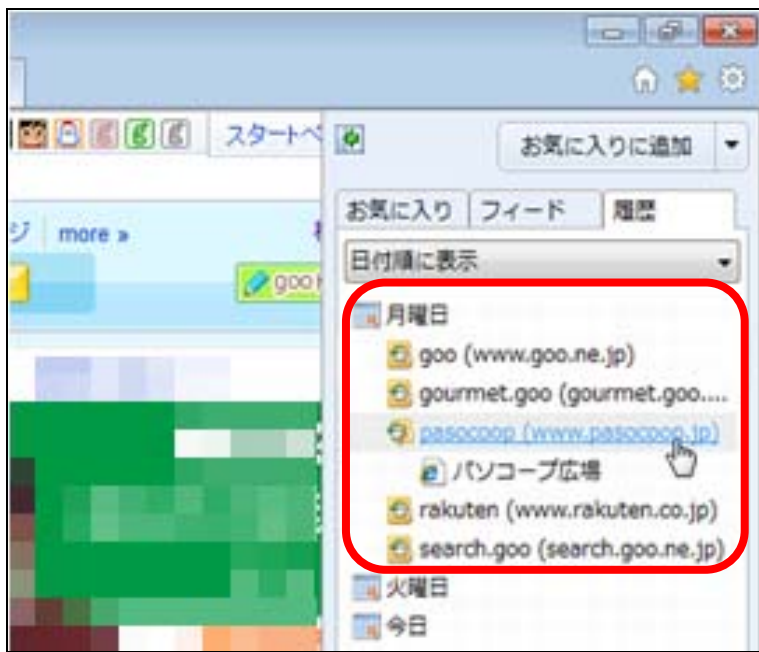 スタートペ
お気に入りに追加
お気に入り フィード 履歴
ジ more »
日付順に表示
goo
月曜日
goo (www.goo.ne.jp)
gourmet.goo (gourmet.goo....
pasocoop (www.pasocoop.jp)
パソコープ広場
rakuten (www.rakuten.co.jp)
search.goo (search.goo.ne.jp)
火曜日
今日